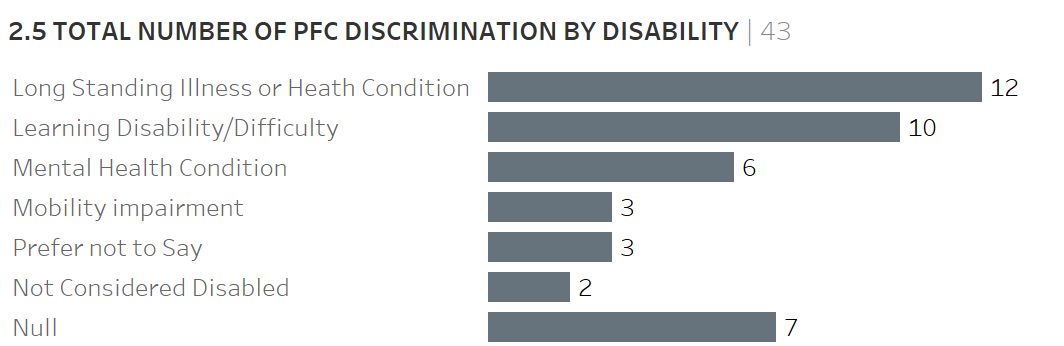 2.5 TOTAL NUMBER OF PFC DISCRIMINATION BY DISABILITY | 43
Long Standing Illness or Heath Condition 12
Learning Disability/Difficulty 10
Mental Health Condition 6
Mobility impairment 3
Prefer not to Say 3
Not Considered Disabled 2
Null 7